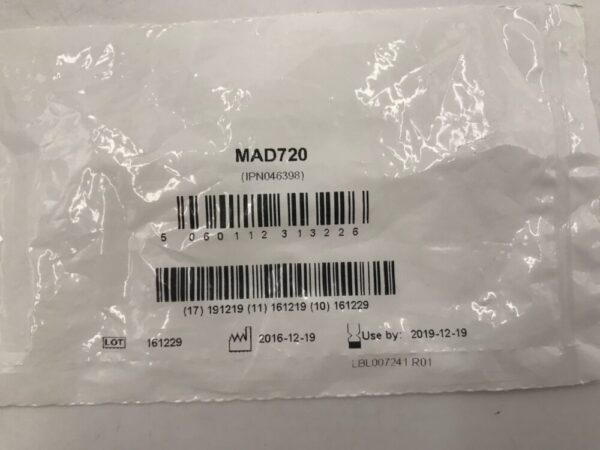 MAD720
(IPN046398)
5 060112 313226
(17) 191219 (11) 161219 (10) 161229
LOT 161229 2016-12-19 Use by: 2019-12-19
LBL007241 R01